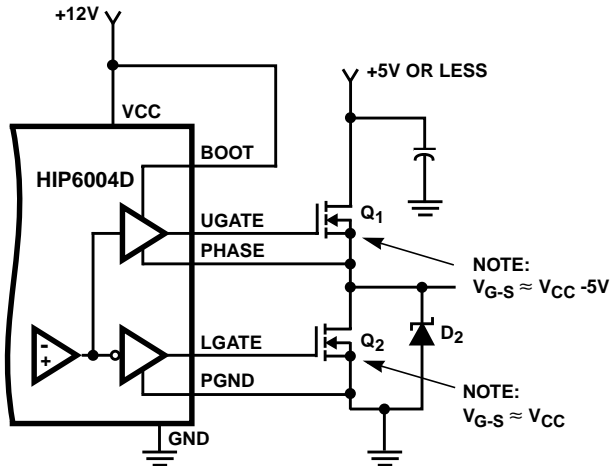 +12V
+5V OR LESS
VCC
BOOT
HIP6004D
UGATE
Q1
PHASE
NOTE:
VG-S ≈ VCC -5V
-
+
LGATE
Q2
D2
PGND
NOTE:
VG-S ≈ VCC
GND